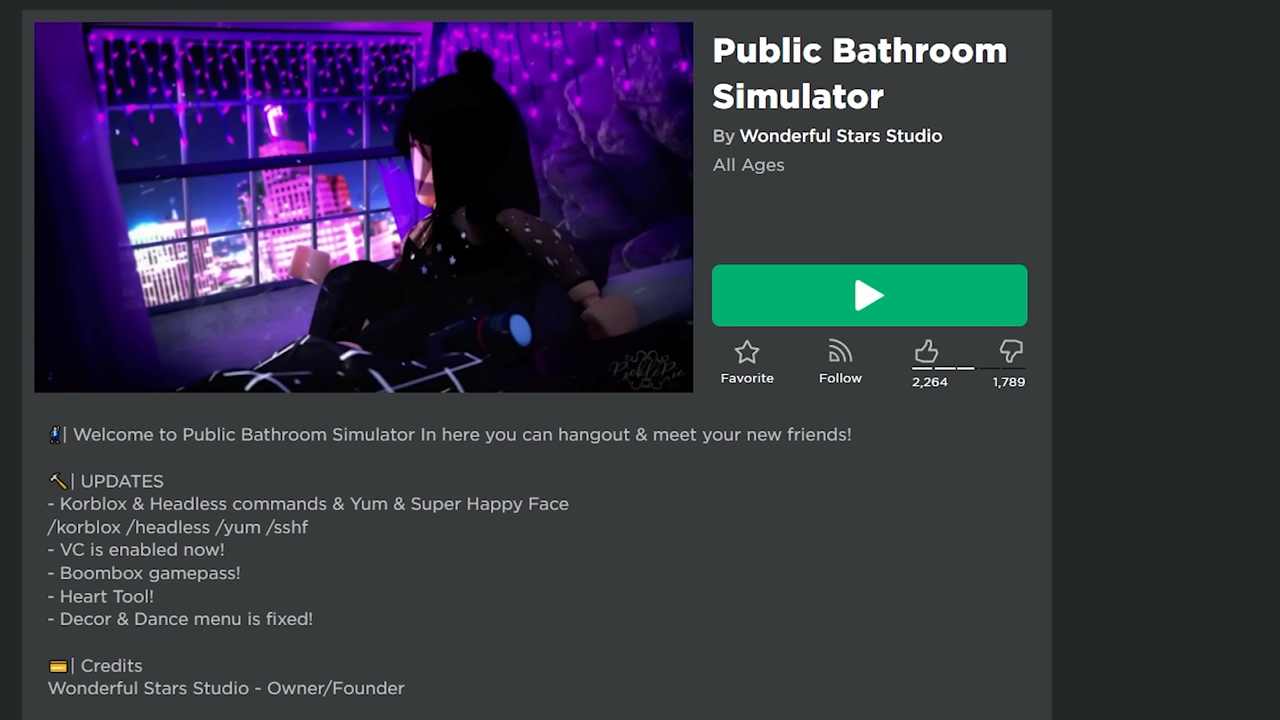 Public Bathroom
Simulator
By Wonderful Stars Studio
All Ages
Favorite
Follow
2,264
1,789
PicklePie
| Welcome to Public Bathroom Simulator In here you can hangout & meet your new friends!
| UPDATES
- Korblox & Headless commands & Yum & Super Happy Face
/korblox /headless /yum /sshf
- VC is enabled now!
- Boombox gamepass!
- Heart Tool!
- Decor & Dance menu is fixed!
| Credits
Wonderful Stars Studio - Owner/Founder